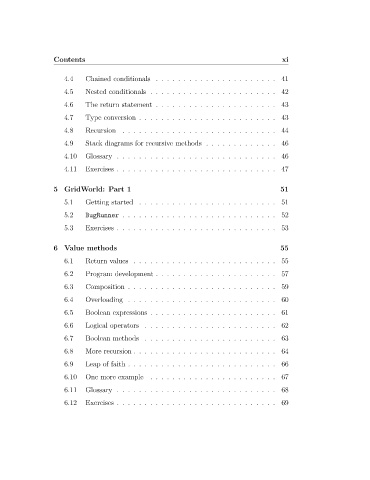 Contents xi
4.4 Chained conditionals . . . . . . . . . . . . . . . . . . . . . . 41
4.5 Nested conditionals . . . . . . . . . . . . . . . . . . . . . . . 42
4.6 The return statement . . . . . . . . . . . . . . . . . . . . . . 43
4.7 Type conversion . . . . . . . . . . . . . . . . . . . . . . . . . 43
4.8 Recursion . . . . . . . . . . . . . . . . . . . . . . . . . . . . 44
4.9 Stack diagrams for recursive methods . . . . . . . . . . . . . 46
4.10 Glossary . . . . . . . . . . . . . . . . . . . . . . . . . . . . 46
4.11 Exercises . . . . . . . . . . . . . . . . . . . . . . . . . . . . 47
5 GridWorld: Part 1 51
5.1 Getting started . . . . . . . . . . . . . . . . . . . . . . . . 51
5.2 BugRunner . . . . . . . . . . . . . . . . . . . . . . . . . . . 52
5.3 Exercises . . . . . . . . . . . . . . . . . . . . . . . . . . . . 53
6 Value methods 55
6.1 Return values . . . . . . . . . . . . . . . . . . . . . . . . . 55
6.2 Program development . . . . . . . . . . . . . . . . . . . . . . 57
6.3 Composition . . . . . . . . . . . . . . . . . . . . . . . . . . 59
6.4 Overloading . . . . . . . . . . . . . . . . . . . . . . . . . . 60
6.5 Boolean expressions . . . . . . . . . . . . . . . . . . . . . . 61
6.6 Logical operators . . . . . . . . . . . . . . . . . . . . . . . 62
6.7 Boolean methods . . . . . . . . . . . . . . . . . . . . . . . . 63
6.8 More recursion . . . . . . . . . . . . . . . . . . . . . . . . . 64
6.9 Leap of faith . . . . . . . . . . . . . . . . . . . . . . . . . . 66
6.10 One more example . . . . . . . . . . . . . . . . . . . . . . . 67
6.11 Glossary . . . . . . . . . . . . . . . . . . . . . . . . . . . . 68
6.12 Exercises . . . . . . . . . . . . . . . . . . . . . . . . . . . . 69